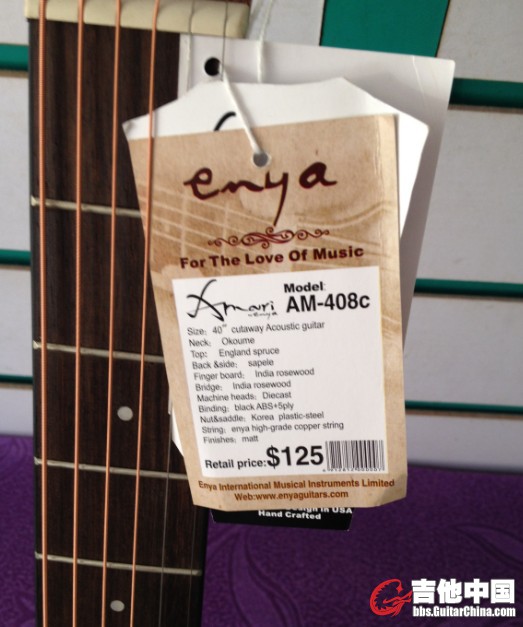 enya
For The Love Of Music
Model:
Amari AM-408c
enya
Size: 40" cutaway Acoustic guitar
Neck: Okoume
Top: England spruce
Back &side: sapele
Finger board: India rosewood
Bridge: India rosewood
Machine heads: Diecast
Binding: black ABS+5ply
Nut&saddle: Korea plastic-steel
String: enya high-grade copper string
Finishes: matt
Retail price: $125
Enya International Musical Instruments Limited
Web:www.enyaguitars.com
Design in USA
Hand Crafted
吉他中国
bbs.GuitarChina.com